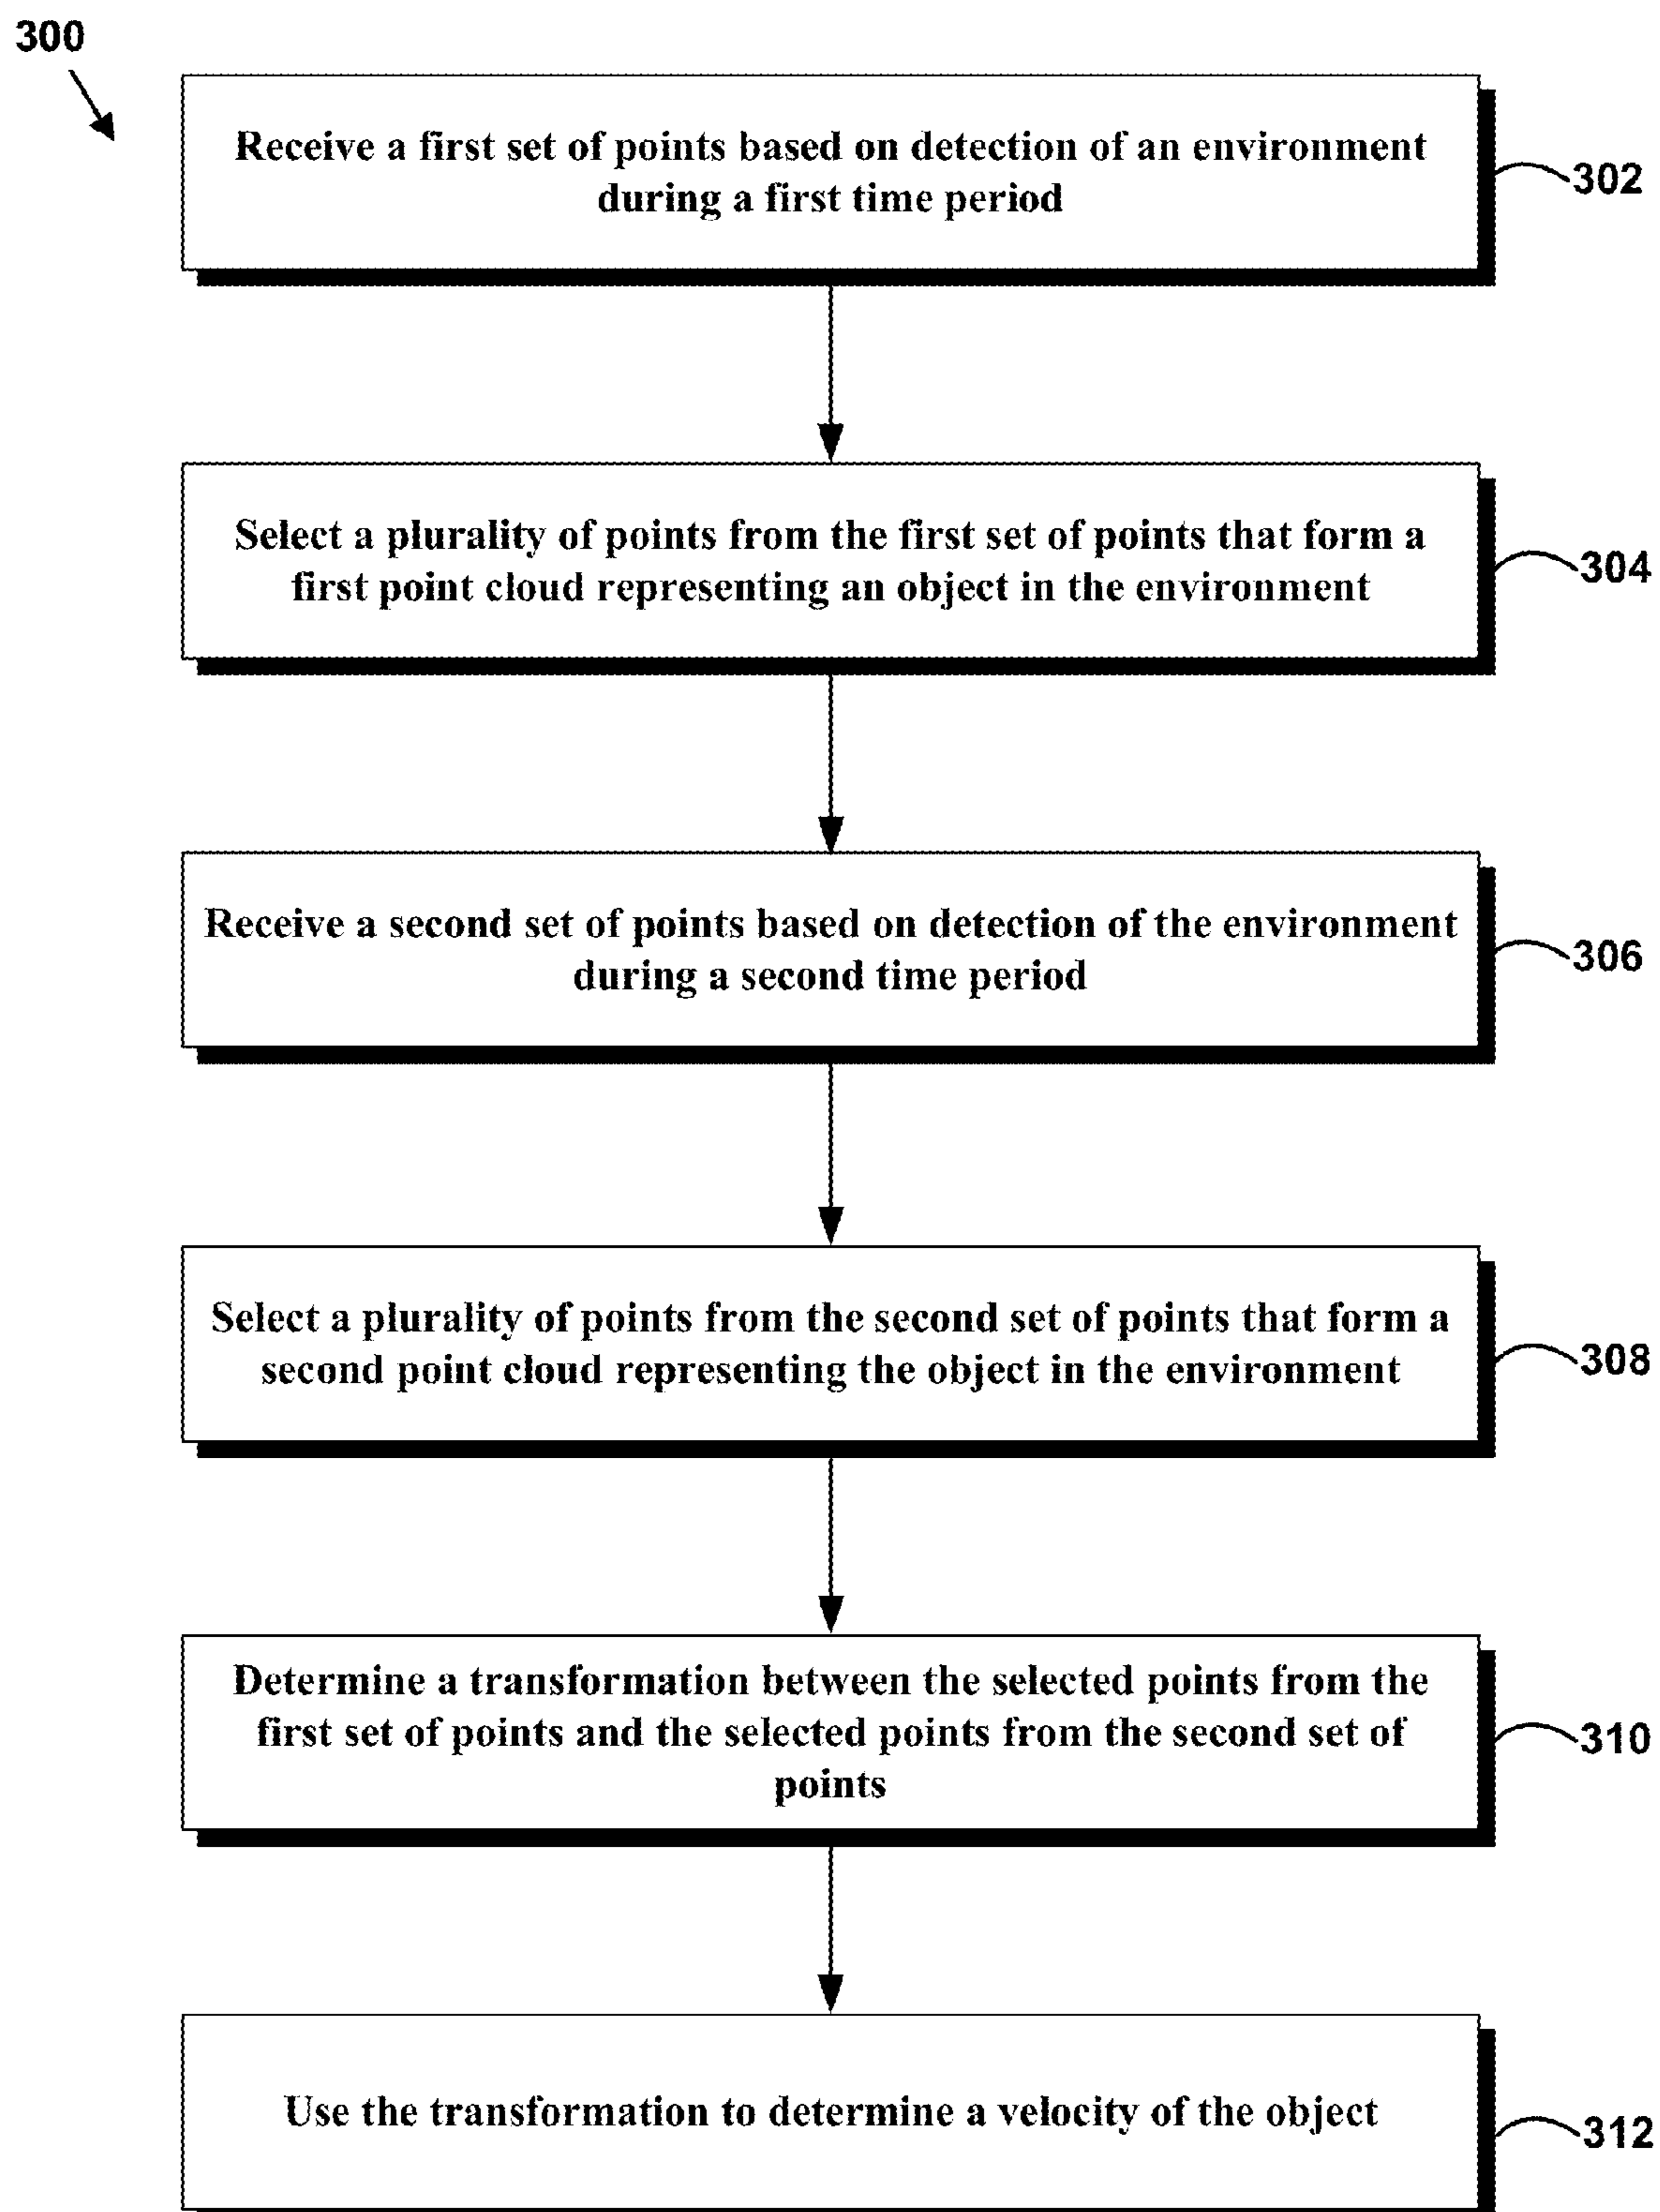 300
Receive a first set of points based on detection of an environment
during a first time period
302
Select a plurality of points from the first set of points that form a
first point cloud representing an object in the environment
304
Receive a second set of points based on detection of the environment
during a second time period
306
Select a plurality of points from the second set of points that form a
second point cloud representing the object in the environment
308
Determine a transformation between the selected points from the
first set of points and the selected points from the second set of
points
310
Use the transformation to determine a velocity of the object
312